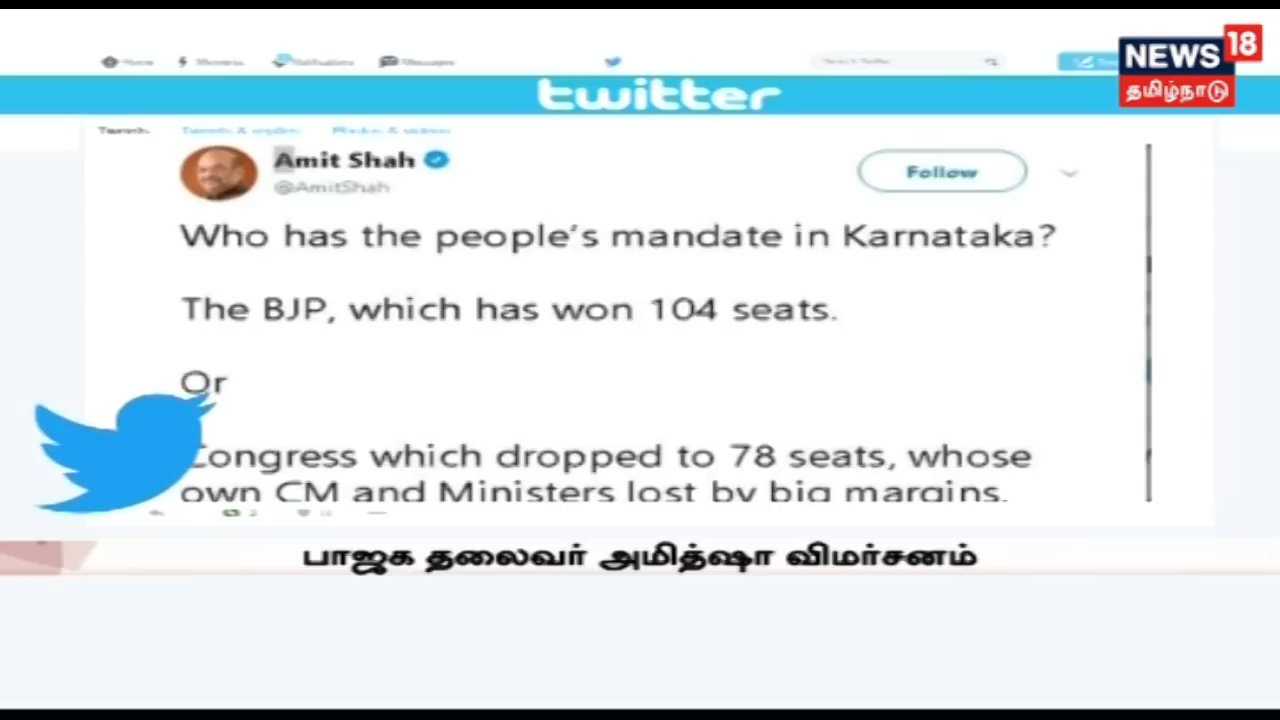 NEWS 18
தமிழ்நாடு
twitter
Amit Shah
@AmitShah
Follow
Who has the people's mandate in Karnataka?
The BJP, which has won 104 seats.
Or
Congress which dropped to 78 seats, whose
own CM and Ministers lost by big margins.
பாஜக தலைவர் அமித்ஷா விமர்சனம்